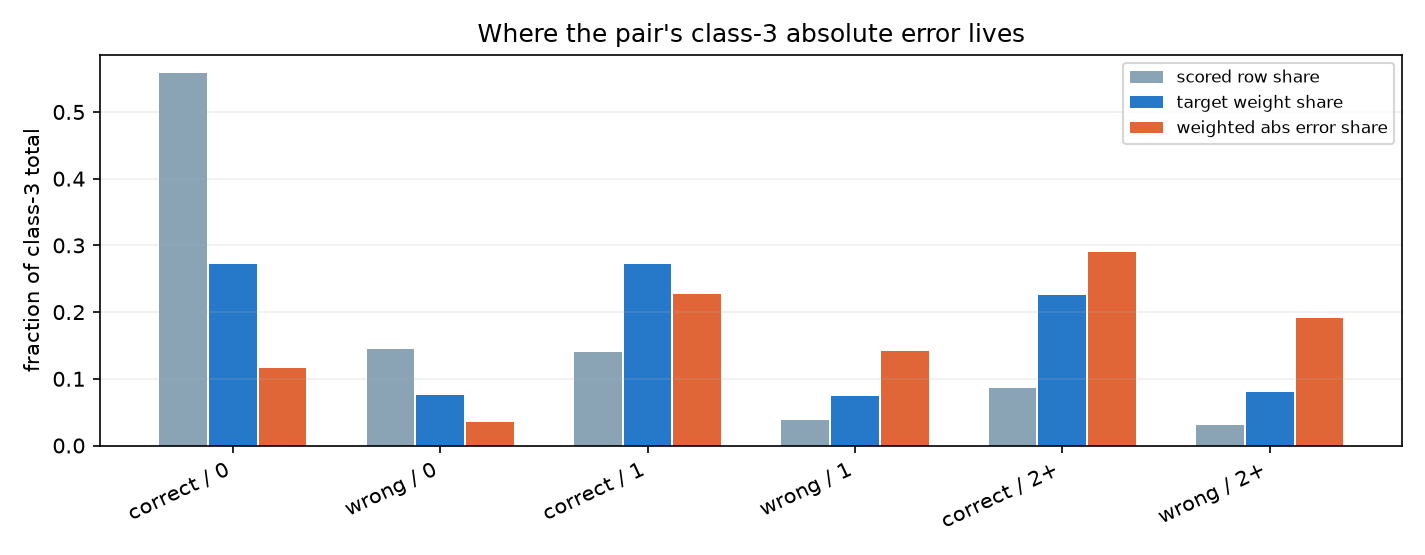 Where the pair's class-3 absolute error lives
scored row share
target weight share
weighted abs error share
fraction of class-3 total
0.5
0.4
0.3
0.2
0.1
0.0
correct / 0
wrong / 0
correct / 1
wrong / 1
correct / 2+
wrong / 2+